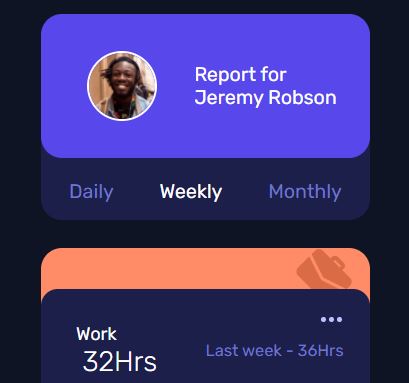 Report for
Jeremy Robson
Daily Weekly Monthly
Work
Last week - 36Hrs
32Hrs